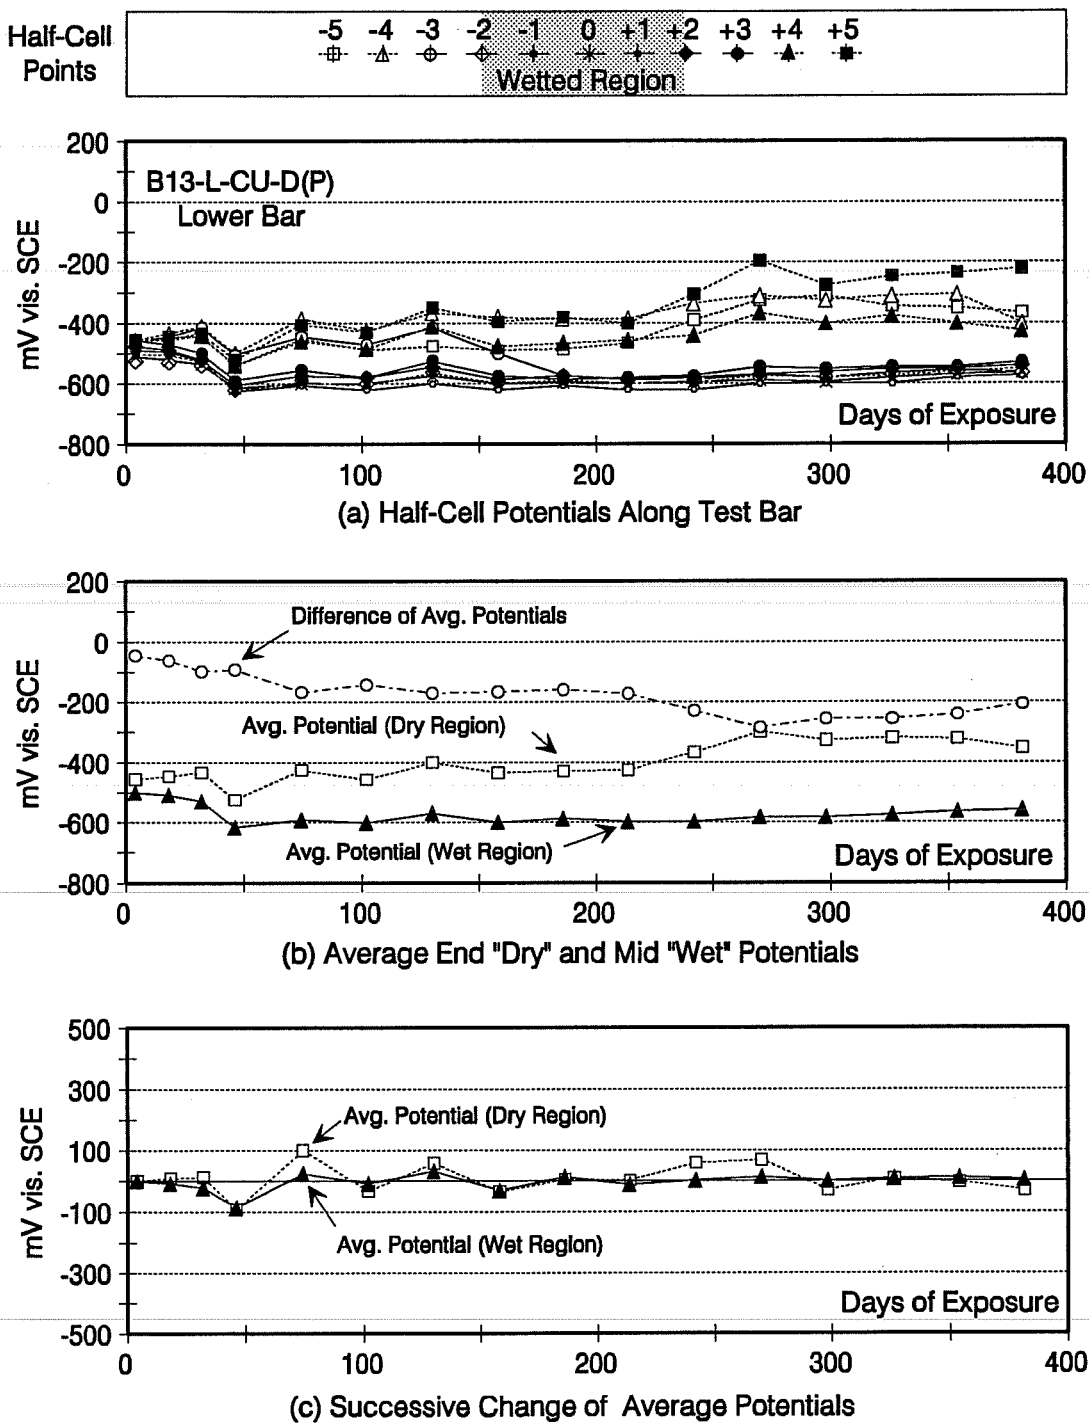 Half-Cell Points
-5 -4 -3 -2 -1 0 +1 +2 +3 +4 +5
Wetted Region
200
0
-200
-400
-600
-800
mV vis. SCE
B13-L-CU-D(P)
Lower Bar
Days of Exposure
0 100 200 300 400
(a) Half-Cell Potentials Along Test Bar
200
0
-200
-400
-600
-800
mV vis. SCE
Difference of Avg. Potentials
Avg. Potential (Dry Region)
Avg. Potential (Wet Region)
Days of Exposure
0 100 200 300 400
(b) Average End "Dry" and Mid "Wet" Potentials
500
300
100
-100
-300
-500
mV vis. SCE
Avg. Potential (Dry Region)
Avg. Potential (Wet Region)
Days of Exposure
0 100 200 300 400
(c) Successive Change of Average Potentials